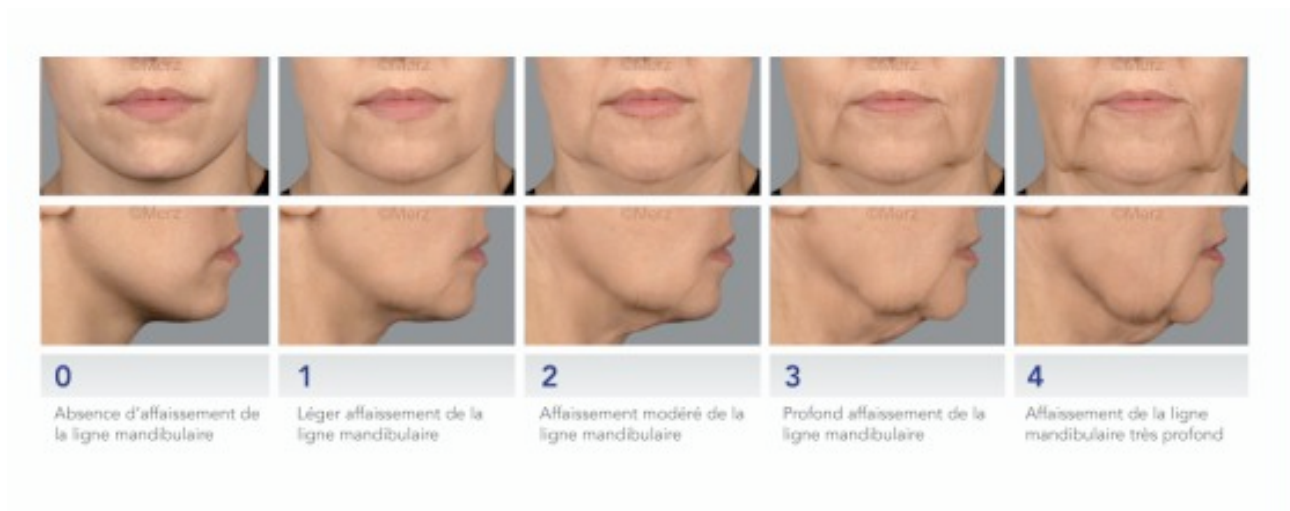 ©Merz ©Merz ©Merz ©Merz ©Merz
©Merz ©Merz ©Merz ©Merz ©Merz
0 1 2 3 4
Absence d'affaissement de
la ligne mandibulaire
Léger affaissement de la
ligne mandibulaire
Affaissement modéré de la
ligne mandibulaire
Profond affaissement de la
ligne mandibulaire
Affaissement de la ligne
mandibulaire très profond